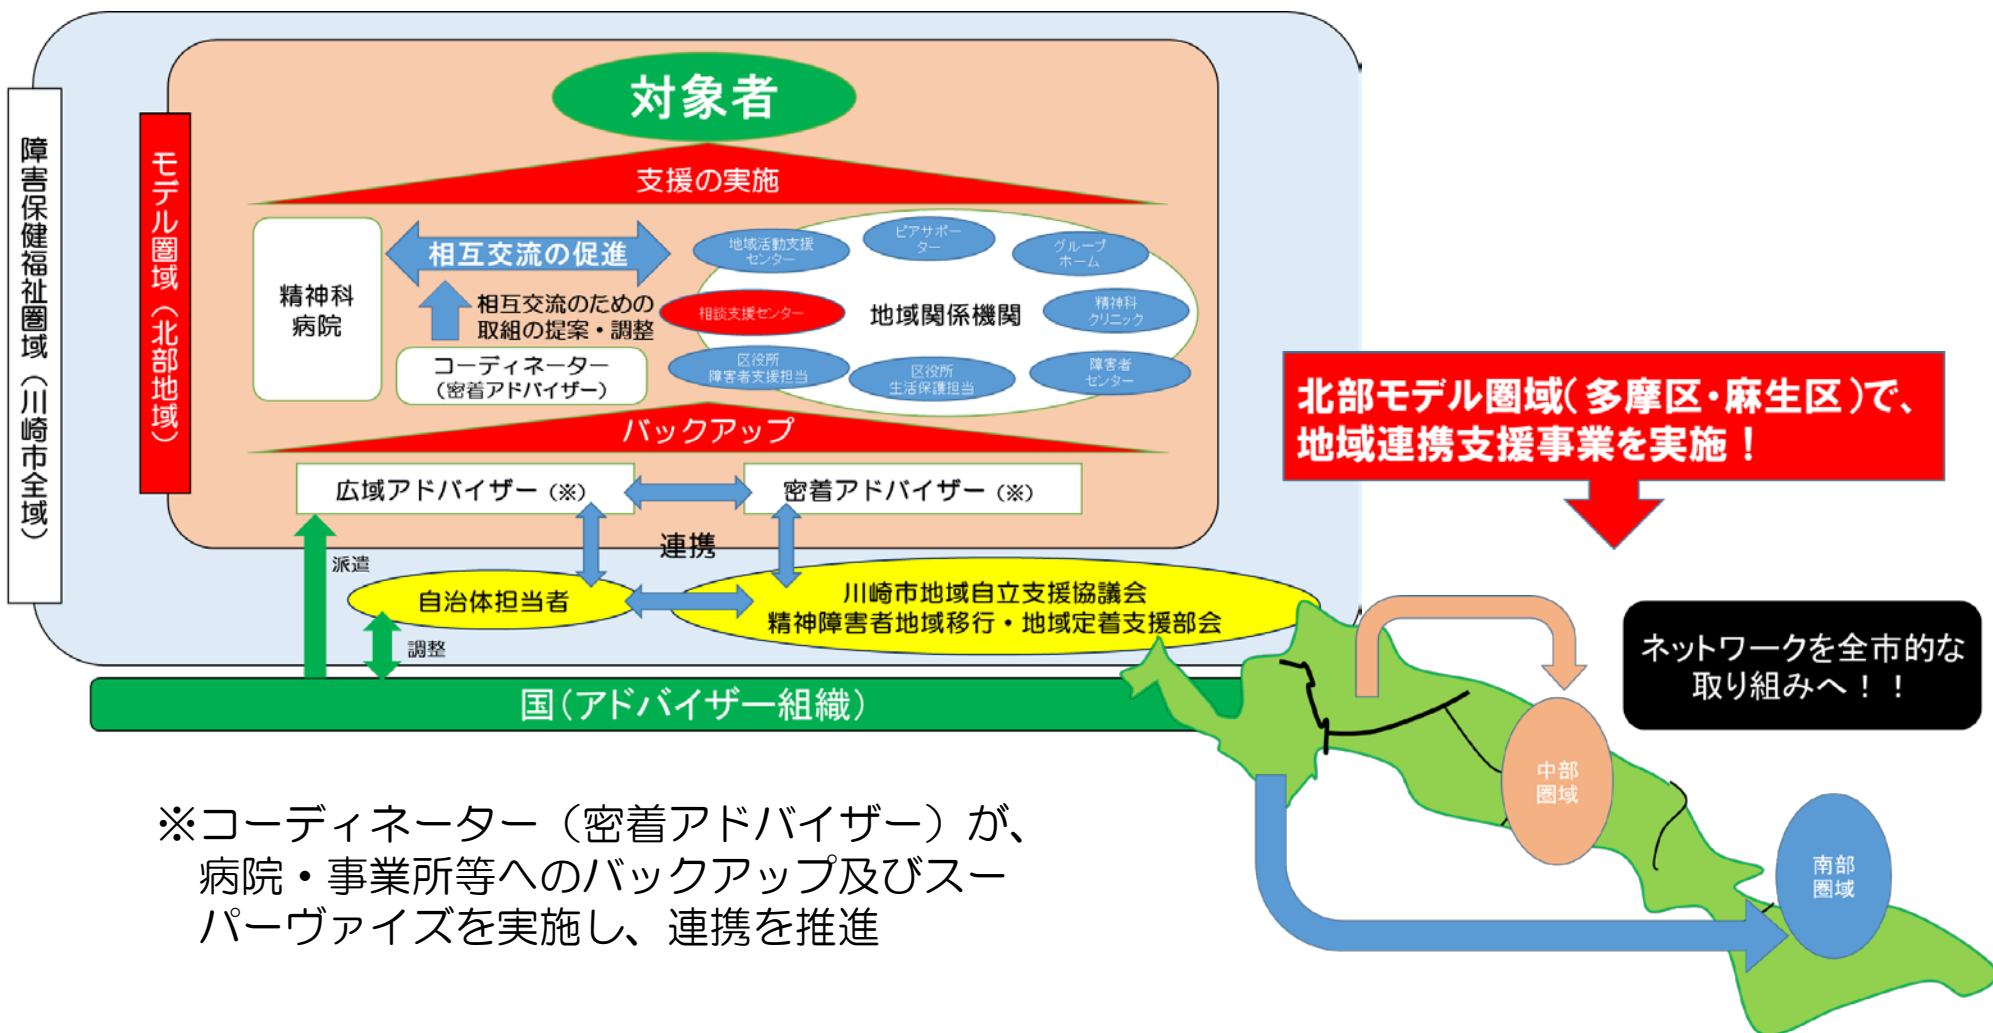 対象者
支援の実施
障害保健福祉圏域（川崎市全域）
モデル圏域（北部地域）
精神科
病院
相互交流の促進
相互交流のための
取組の提案・調整
コーディネーター
（密着アドバイザー）
地域活動支援
センター
ピアサポー
ター
グループ
ホーム
相談支援センター
地域関係機関
精神科
クリニック
区役所
障害者支援担当
区役所
生活保護担当
障害者
センター
バックアップ
広域アドバイザー（※）
密着アドバイザー（※）
連携
派遣
自治体担当者
川崎市地域自立支援協議会
精神障害者地域移行・地域定着支援部会
調整
国（アドバイザー組織）
北部モデル圏域（多摩区・麻生区）で、
地域連携支援事業を実施！
ネットワークを全市的な
取り組みへ！！
中部
圏域
南部
圏域
※コーディネーター（密着アドバイザー）が、
病院・事業所等へのバックアップ及びスー
パーヴァイズを実施し、連携を推進